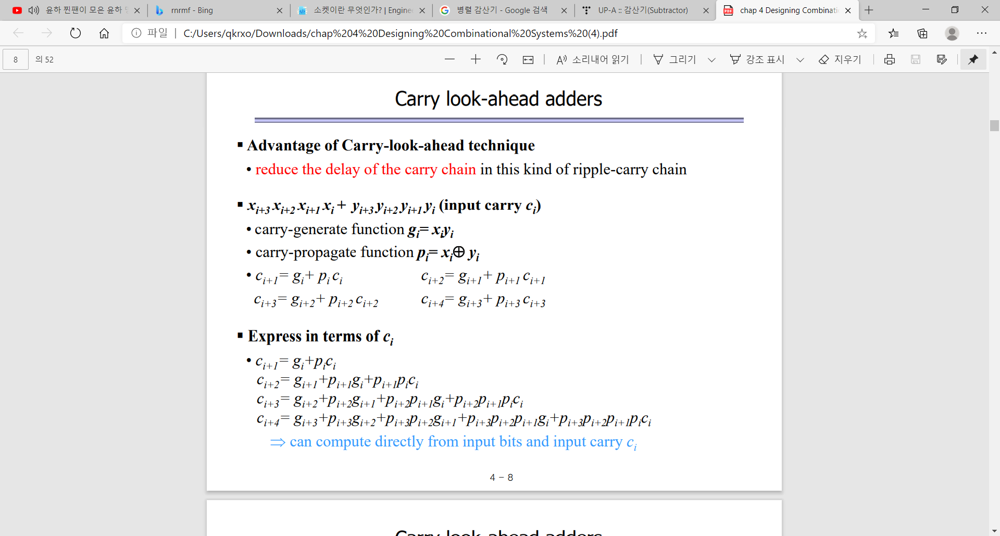 윤하 찐팬이 모은 윤하
rnrmf - Bing
소켓이란 무엇인가? | Engine
병렬 감산기 - Google 검색
UP-A :: 감산기(Subtractor)
chap 4 Designing Combinati
파일 | C:/Users/qkrxo/Downloads/chap%204%20Designing%20Combinational%20Systems%20(4).pdf
8 의 52
소리내어 읽기
그리기
강조 표시
지우기
Carry look-ahead adders
▪ Advantage of Carry-look-ahead technique
• reduce the delay of the carry chain in this kind of ripple-carry chain
▪ x_{i+3} x_{i+2} x_{i+1} x_i + y_{i+3} y_{i+2} y_{i+1} y_i (input carry c_i)
• carry-generate function g_i= x_iy_i
• carry-propagate function p_i= x_i⊕ y_i
• c_{i+1}= g_i+ p_i c_i c_{i+2}= g_{i+1}+ p_{i+1} c_{i+1}
c_{i+3}= g_{i+2}+ p_{i+2} c_{i+2} c_{i+4}= g_{i+3}+ p_{i+3} c_{i+3}
▪ Express in terms of c_i
• c_{i+1}= g_i+p_ic_i
c_{i+2}= g_{i+1}+p_{i+1}g_i+p_{i+1}p_ic_i
c_{i+3}= g_{i+2}+p_{i+2}g_{i+1}+p_{i+2}p_{i+1}g_i+p_{i+2}p_{i+1}p_ic_i
c_{i+4}= g_{i+3}+p_{i+3}g_{i+2}+p_{i+3}p_{i+2}g_{i+1}+p_{i+3}p_{i+2}p_{i+1}g_i+p_{i+3}p_{i+2}p_{i+1}p_ic_i
⇒ can compute directly from input bits and input carry c_i
4 - 8
Carry look-ahead adders